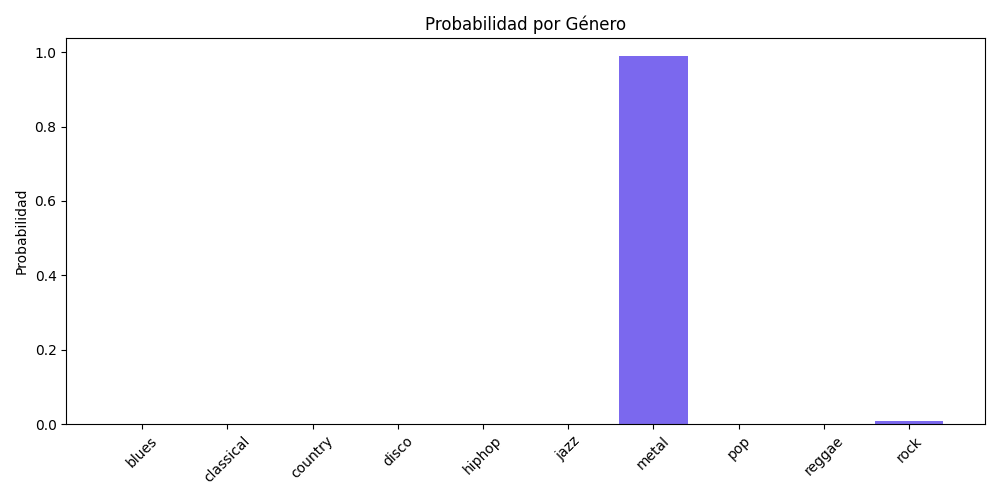 Probabilidad por Género
Probabilidad
1.0
0.8
0.6
0.4
0.2
0.0
blues
classical
country
disco
hiphop
jazz
metal
pop
reggae
rock